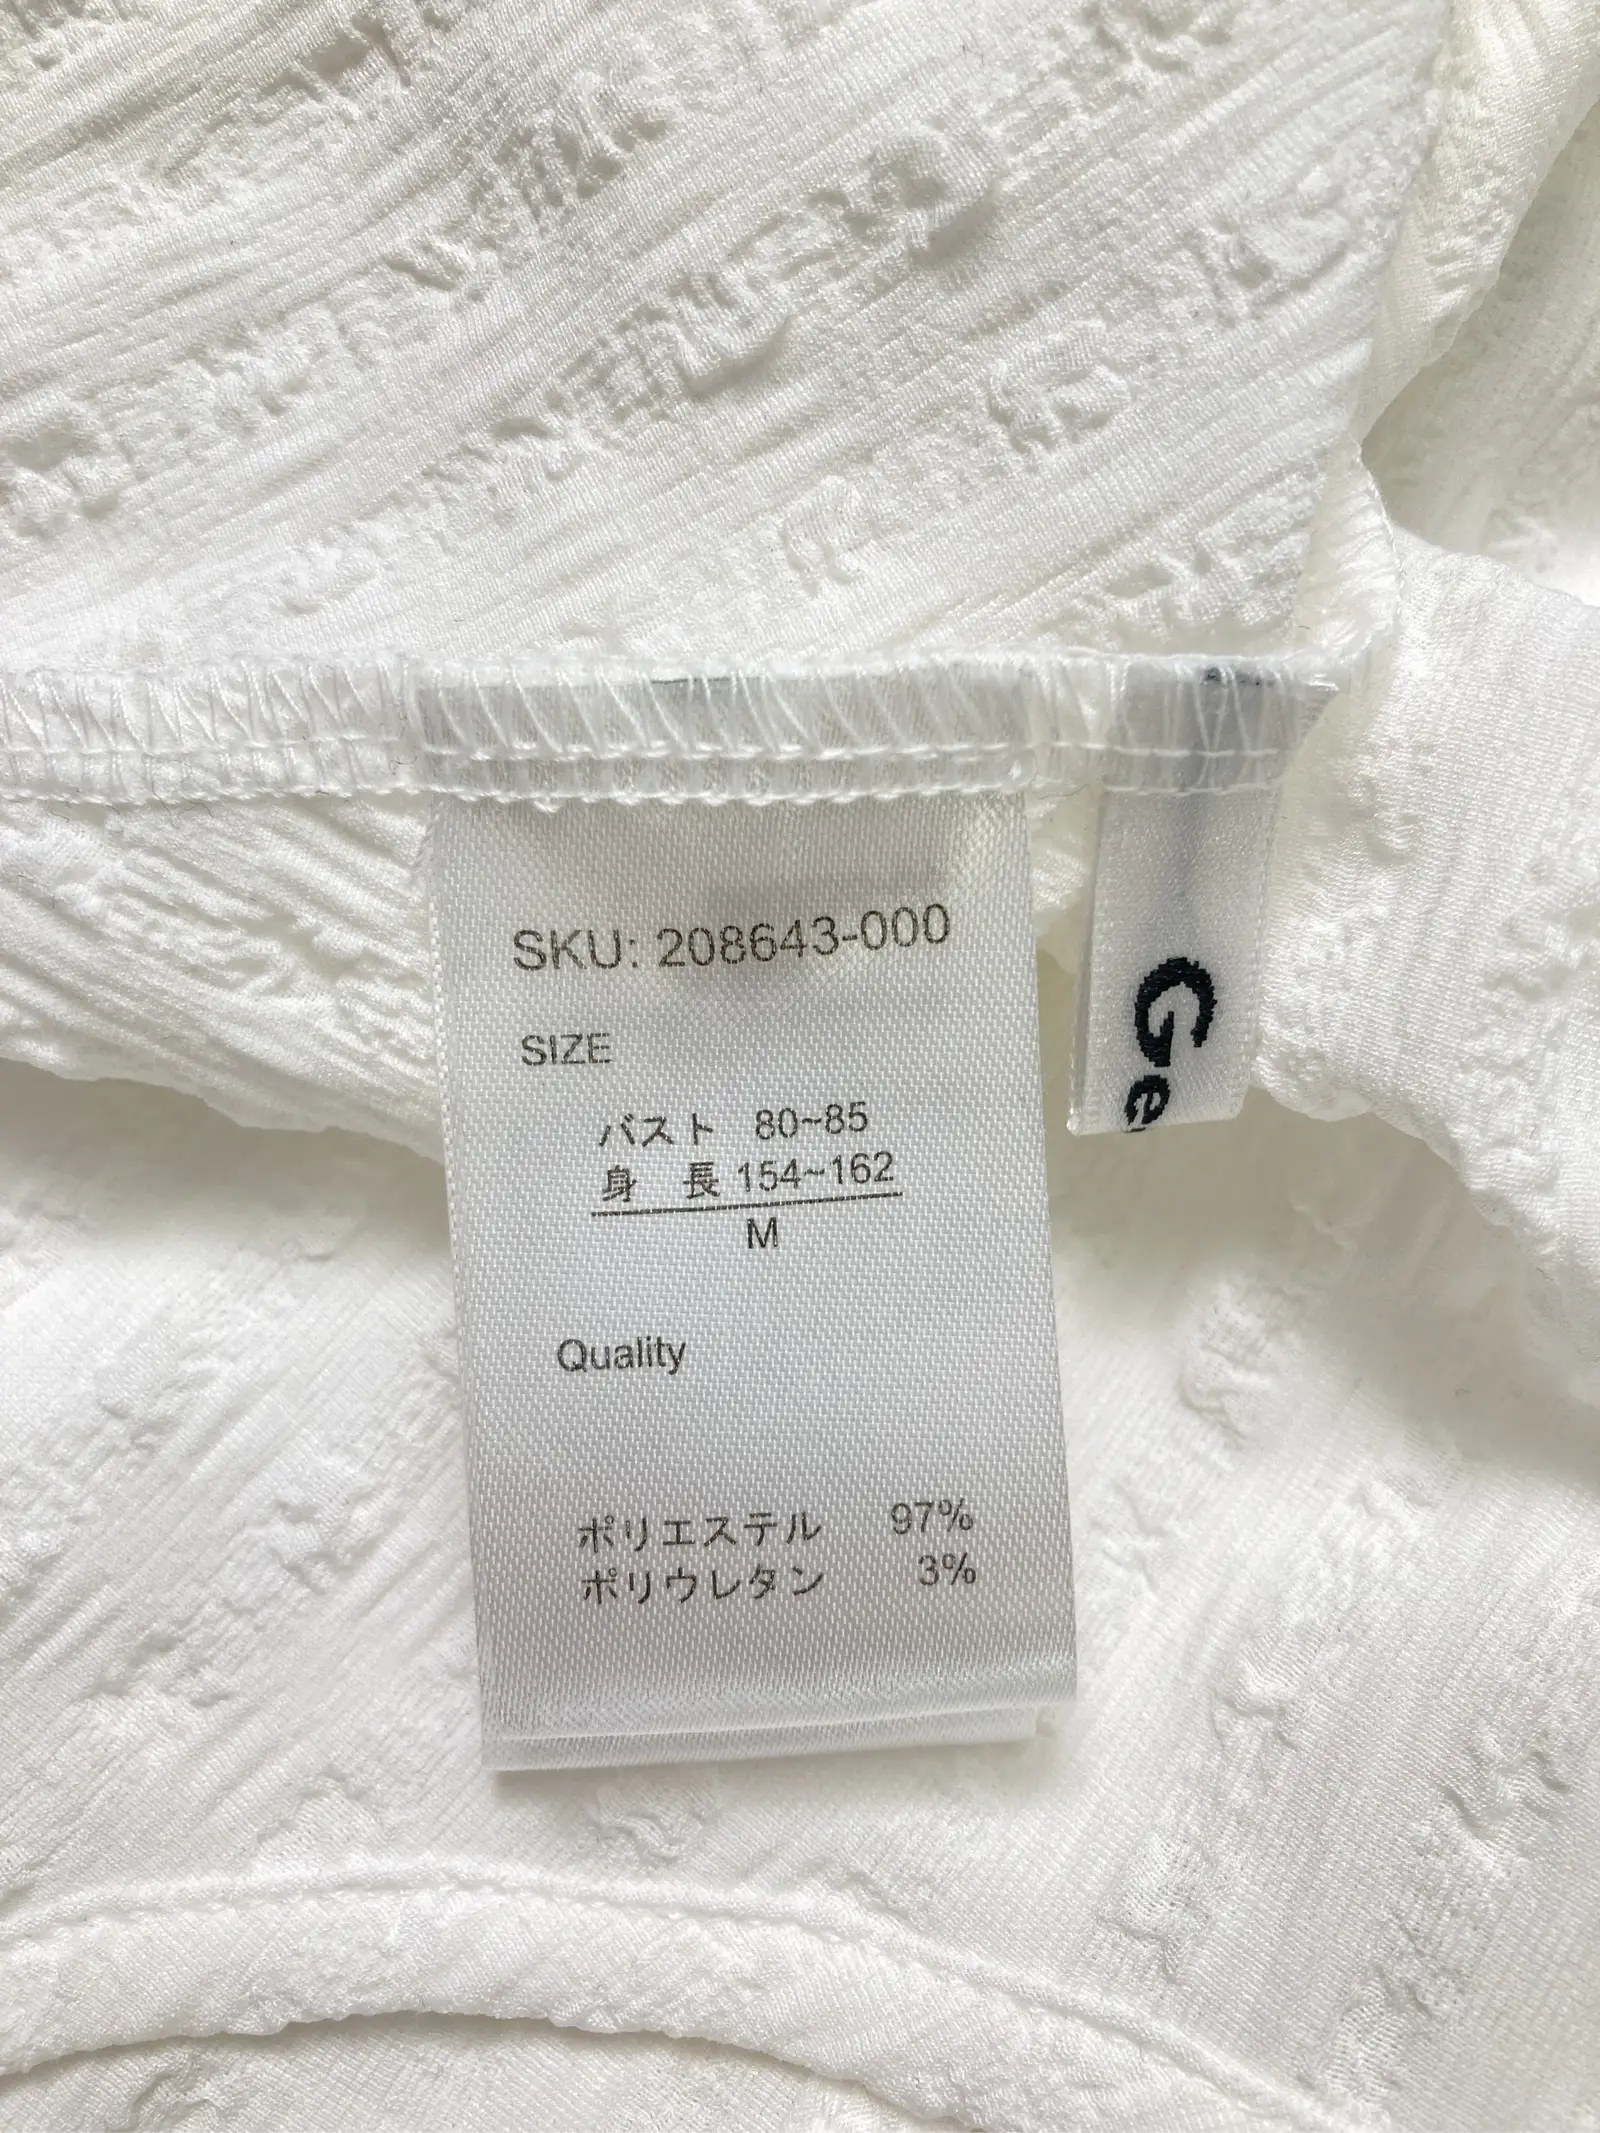 SKU: 208643-000
SIZE
バスト 80~85
身 長 154~162
M
Quality
ポリエステル 97%
ポリウレタン 3%
Ge